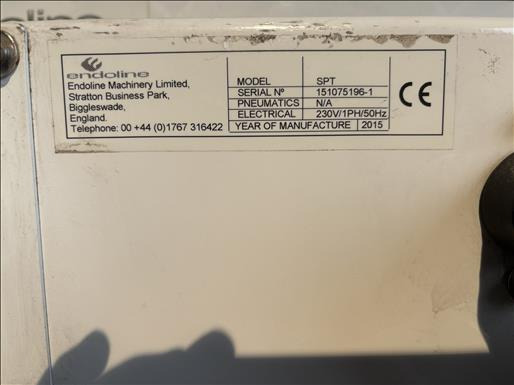 endoline
Endoline Machinery Limited,
Stratton Business Park,
Biggleswade,
England.
Telephone: 00 +44 (0)1767 316422
MODEL SPT
SERIAL Nº 151075196-1
PNEUMATICS N/A
ELECTRICAL 230V/1PH/50Hz
YEAR OF MANUFACTURE 2015
CE